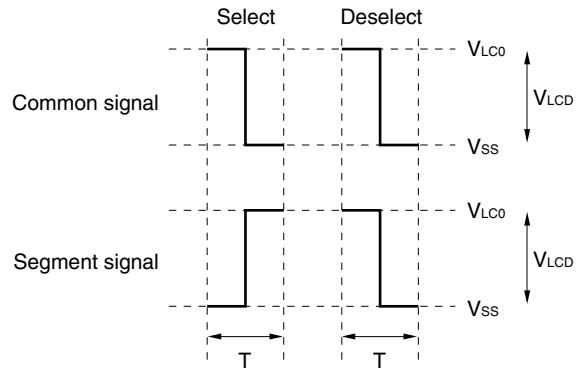 Select Deselect
VLC0
Common signal
VLCD
VSS
VLC0
Segment signal
VLCD
VSS
T T